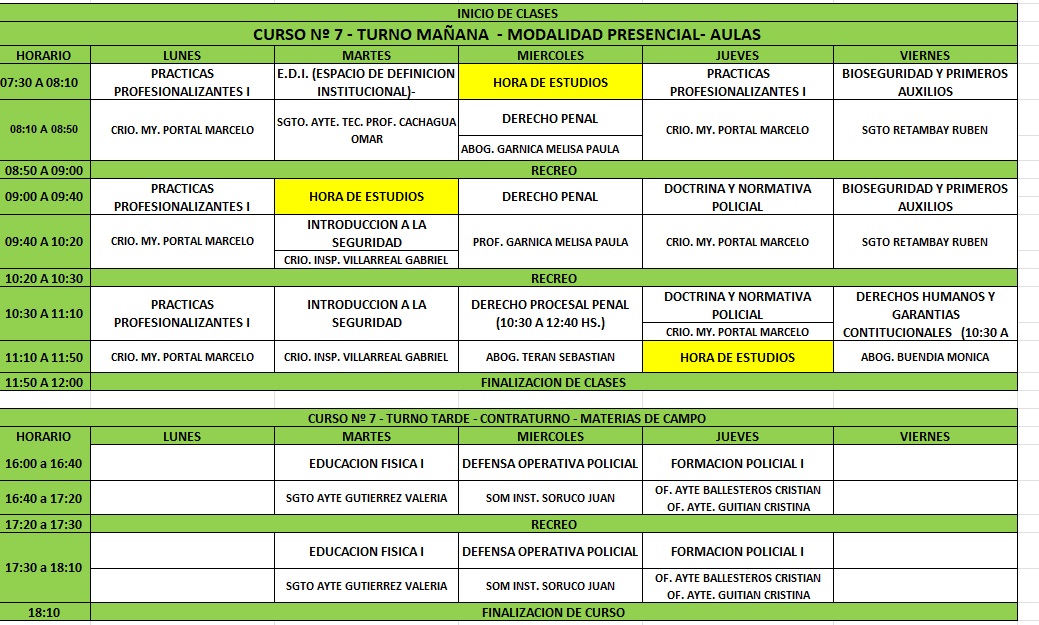 INICIO DE CLASES
CURSO Nº 7 - TURNO MAÑANA - MODALIDAD PRESENCIAL- AULAS
HORARIO LUNES MARTES MIERCOLES JUEVES VIERNES
07:30 A 08:10
PRACTICAS
PROFESIONALIZANTES I
E.D.I. (ESPACIO DE DEFINICION
INSTITUCIONAL)-
HORA DE ESTUDIOS
PRACTICAS
PROFESIONALIZANTES I
BIOSEGURIDAD Y PRIMEROS
AUXILIOS
08:10 A 08:50
CRIO. MY. PORTAL MARCELO
SGTO. AYTE. TEC. PROF. CACHAGUA
OMAR
DERECHO PENAL
ABOG. GARNICA MELISA PAULA
CRIO. MY. PORTAL MARCELO
SGTO RETAMBAY RUBEN
08:50 A 09:00 RECREO
09:00 A 09:40
PRACTICAS
PROFESIONALIZANTES I
HORA DE ESTUDIOS
DERECHO PENAL
DOCTRINA Y NORMATIVA
POLICIAL
BIOSEGURIDAD Y PRIMEROS
AUXILIOS
09:40 A 10:20
CRIO. MY. PORTAL MARCELO
INTRODUCCION A LA
SEGURIDAD
CRIO. INSP. VILLARREAL GABRIEL
PROF. GARNICA MELISA PAULA
CRIO. MY. PORTAL MARCELO
SGTO RETAMBAY RUBEN
10:20 A 10:30 RECREO
10:30 A 11:10
PRACTICAS
PROFESIONALIZANTES I
INTRODUCCION A LA
SEGURIDAD
DERECHO PROCESAL PENAL
(10:30 A 12:40 HS.)
DOCTRINA Y NORMATIVA
POLICIAL
CRIO. MY. PORTAL MARCELO
DERECHOS HUMANOS Y
GARANTIAS
CONTITUCIONALES (10:30 A
11:10 A 11:50
CRIO. MY. PORTAL MARCELO
CRIO. INSP. VILLARREAL GABRIEL
ABOG. TERAN SEBASTIAN
HORA DE ESTUDIOS
ABOG. BUENDIA MONICA
11:50 A 12:00 FINALIZACION DE CLASES
CURSO Nº 7 - TURNO TARDE - CONTRATURNO - MATERIAS DE CAMPO
HORARIO LUNES MARTES MIERCOLES JUEVES VIERNES
16:00 a 16:40 EDUCACION FISICA I DEFENSA OPERATIVA POLICIAL FORMACION POLICIAL I
16:40 a 17:20
SGTO AYTE GUTIERREZ VALERIA
SOM INST. SORUCO JUAN
OF. AYTE BALLESTEROS CRISTIAN
OF. AYTE. GUITIAN CRISTINA
17:20 a 17:30 RECREO
17:30 a 18:10
EDUCACION FISICA I DEFENSA OPERATIVA POLICIAL FORMACION POLICIAL I
SGTO AYTE GUTIERREZ VALERIA
SOM INST. SORUCO JUAN
OF. AYTE BALLESTEROS CRISTIAN
OF. AYTE. GUITIAN CRISTINA
18:10 FINALIZACION DE CURSO